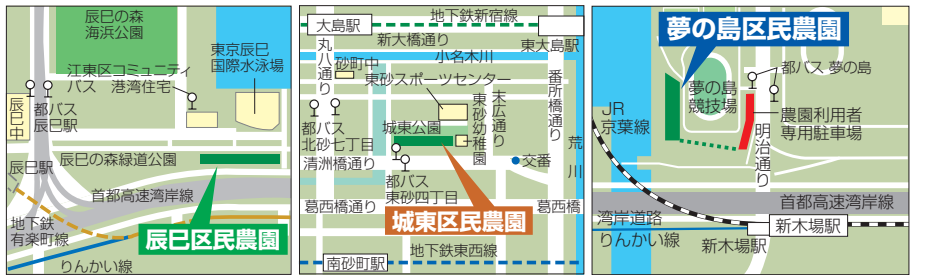 辰巳の森
海浜公園
東京辰巳
国際水泳場
江東区コミュニティ
バス 港湾住宅
都バス
辰巳駅
辰巳中
辰巳駅
辰巳の森緑道公園
首都高速湾岸線
地下鉄
有楽町線
辰巳区民農園
りんかい線
地下鉄新宿線
大島駅
新大橋通り
東大島駅
丸八通り
小名木川
砂町中
東砂スポーツセンター
番所橋通り
末広通り
東砂幼稚園
都バス
北砂七丁目
城東公園
清洲橋通り
交番
荒川
都バス
東砂四丁目
葛西橋通り
城東区民農園
葛西橋
地下鉄東西線
南砂町駅
夢の島区民農園
都バス 夢の島
夢の島
競技場
JR
京葉線
農園利用者
専用駐車場
明治通り
首都高速湾岸線
湾岸道路
りんかい線
新木場駅
新木場駅